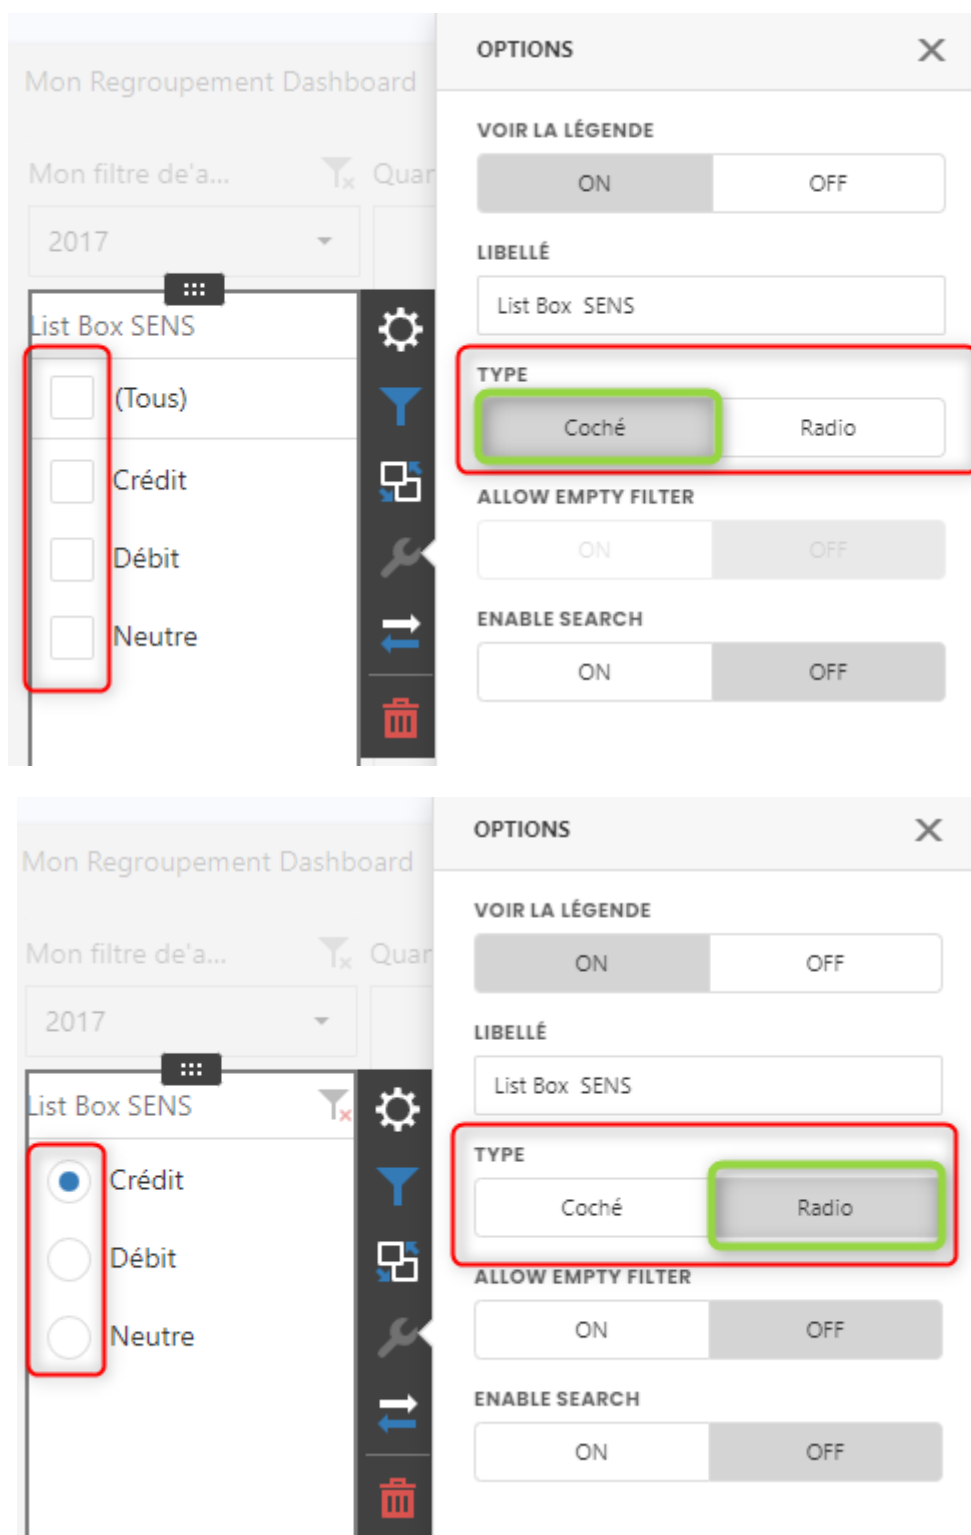 OPTIONS
Mon Regroupement Dashboard
VOIR LA LÉGENDE
ON OFF
Mon filtre de'a... Quar
2017
LIBELLÉ
List Box SENS
List Box SENS
TYPE
Coché Radio
(Tous)
Crédit
Débit
Neutre
ALLOW EMPTY FILTER
ON OFF
ENABLE SEARCH
ON OFF
OPTIONS
Mon Regroupement Dashboard
VOIR LA LÉGENDE
ON OFF
Mon filtre de'a... Quar
2017
LIBELLÉ
List Box SENS
List Box SENS
TYPE
Coché Radio
Crédit
Débit
Neutre
ALLOW EMPTY FILTER
ON OFF
ENABLE SEARCH
ON OFF